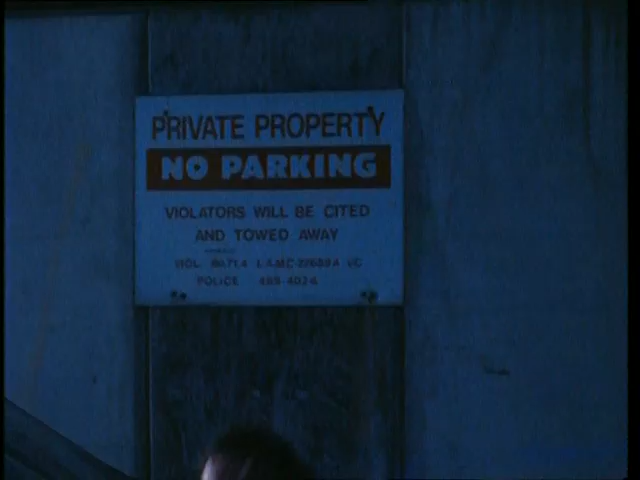 PRIVATE PROPERTY
NO PARKING
VIOLATORS WILL BE CITED
AND TOWED AWAY
POLICE